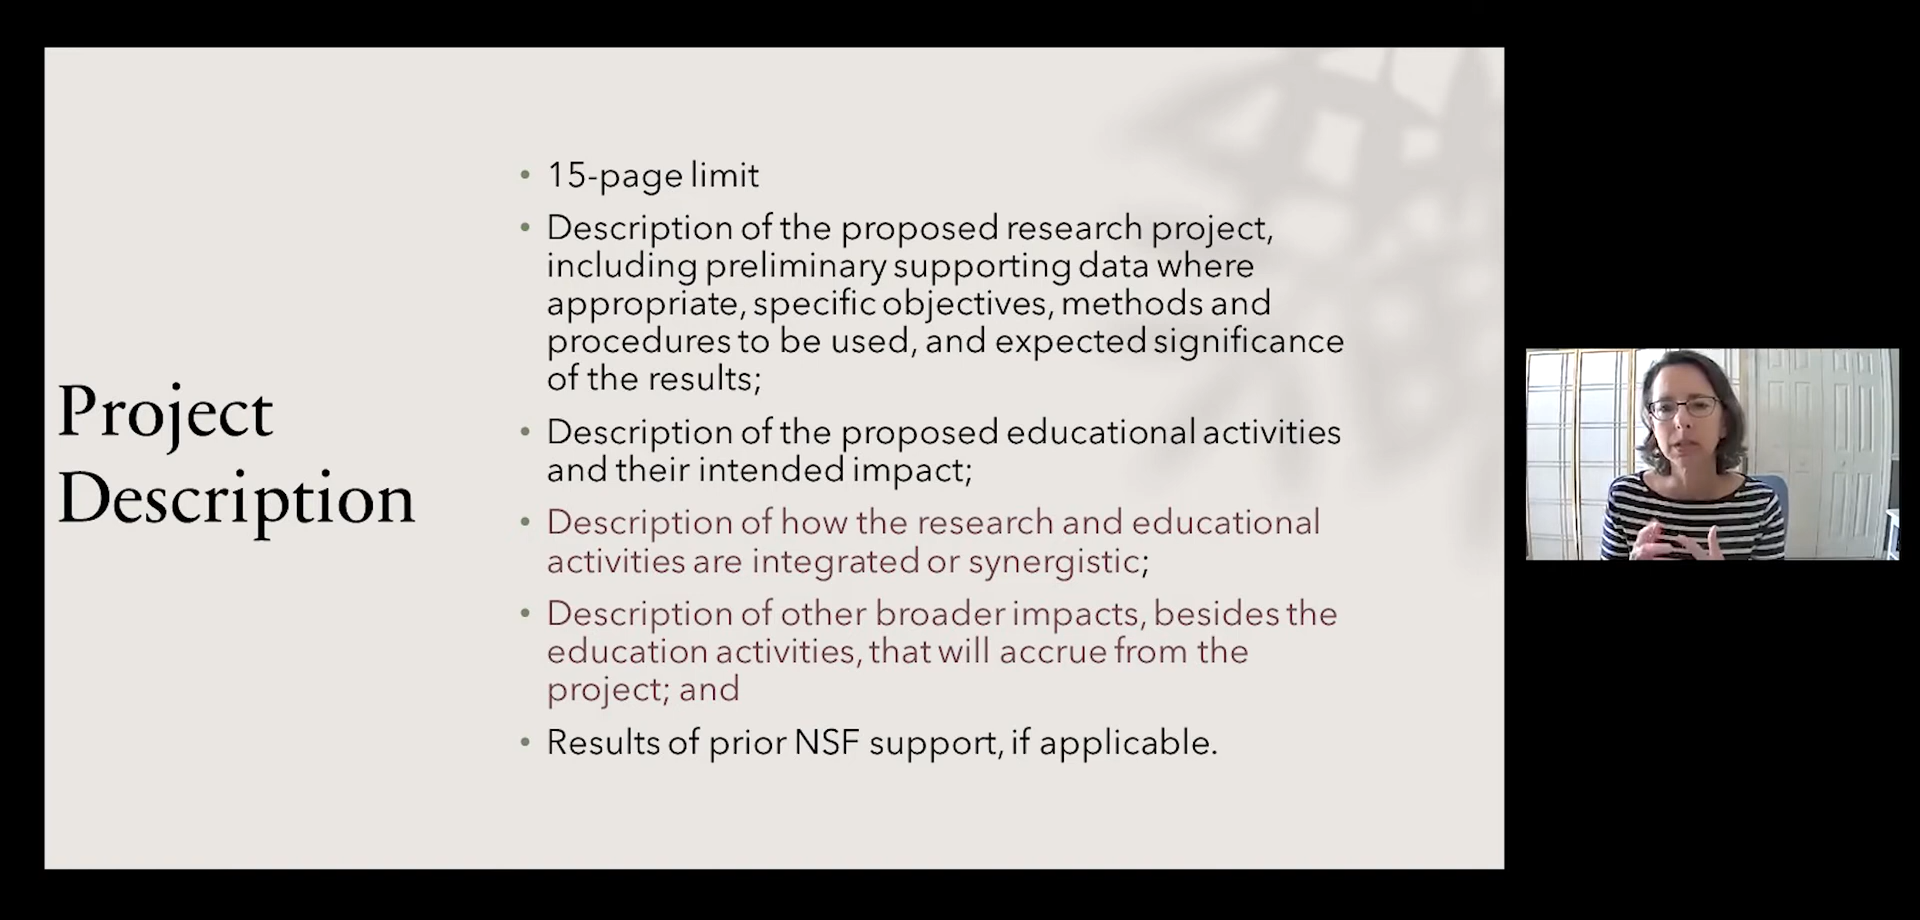 Project
Description
• 15-page limit
• Description of the proposed research project,
including preliminary supporting data where
appropriate, specific objectives, methods and
procedures to be used, and expected significance
of the results;
• Description of the proposed educational activities
and their intended impact;
• Description of how the research and educational
activities are integrated or synergistic;
• Description of other broader impacts, besides the
education activities, that will accrue from the
project; and
• Results of prior NSF support, if applicable.